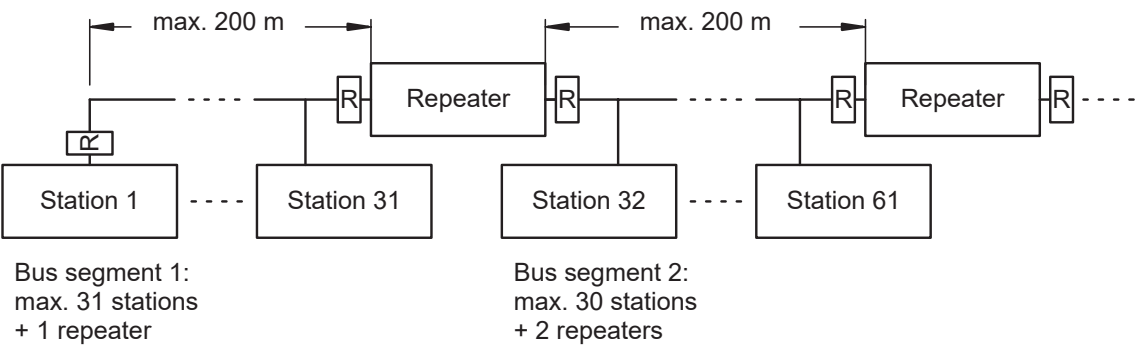 max. 200 m
max. 200 m
R
Repeater
R
R
Repeater
R
R
Station 1
Station 31
Station 32
Station 61
Bus segment 1:
max. 31 stations
+ 1 repeater
Bus segment 2:
max. 30 stations
+ 2 repeaters